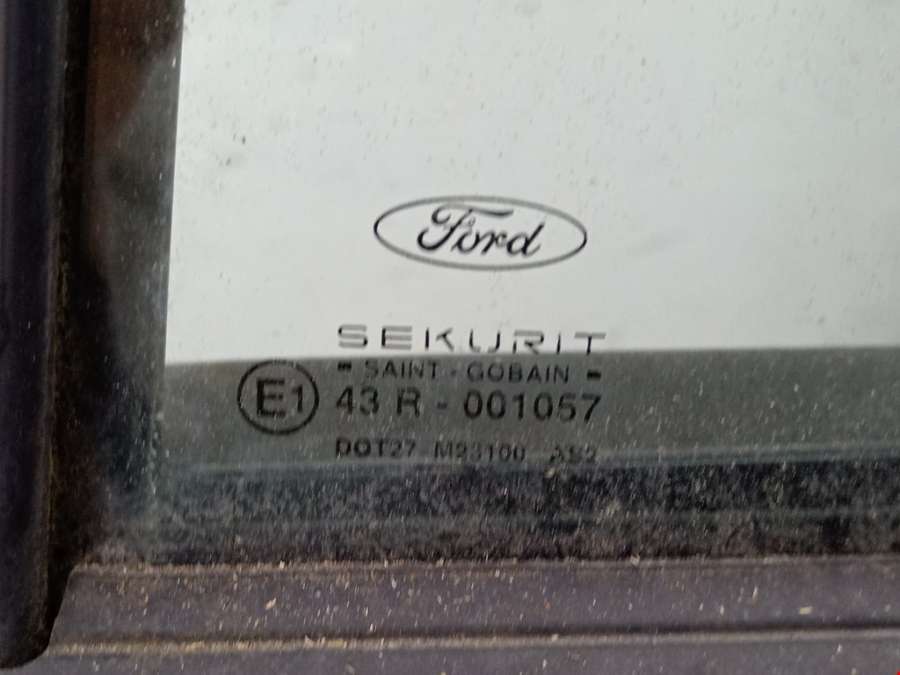 Ford
SEKURIT
- SAINT - GOBAIN -
E1 43 R - 001057
DOT27 M23100 AS2